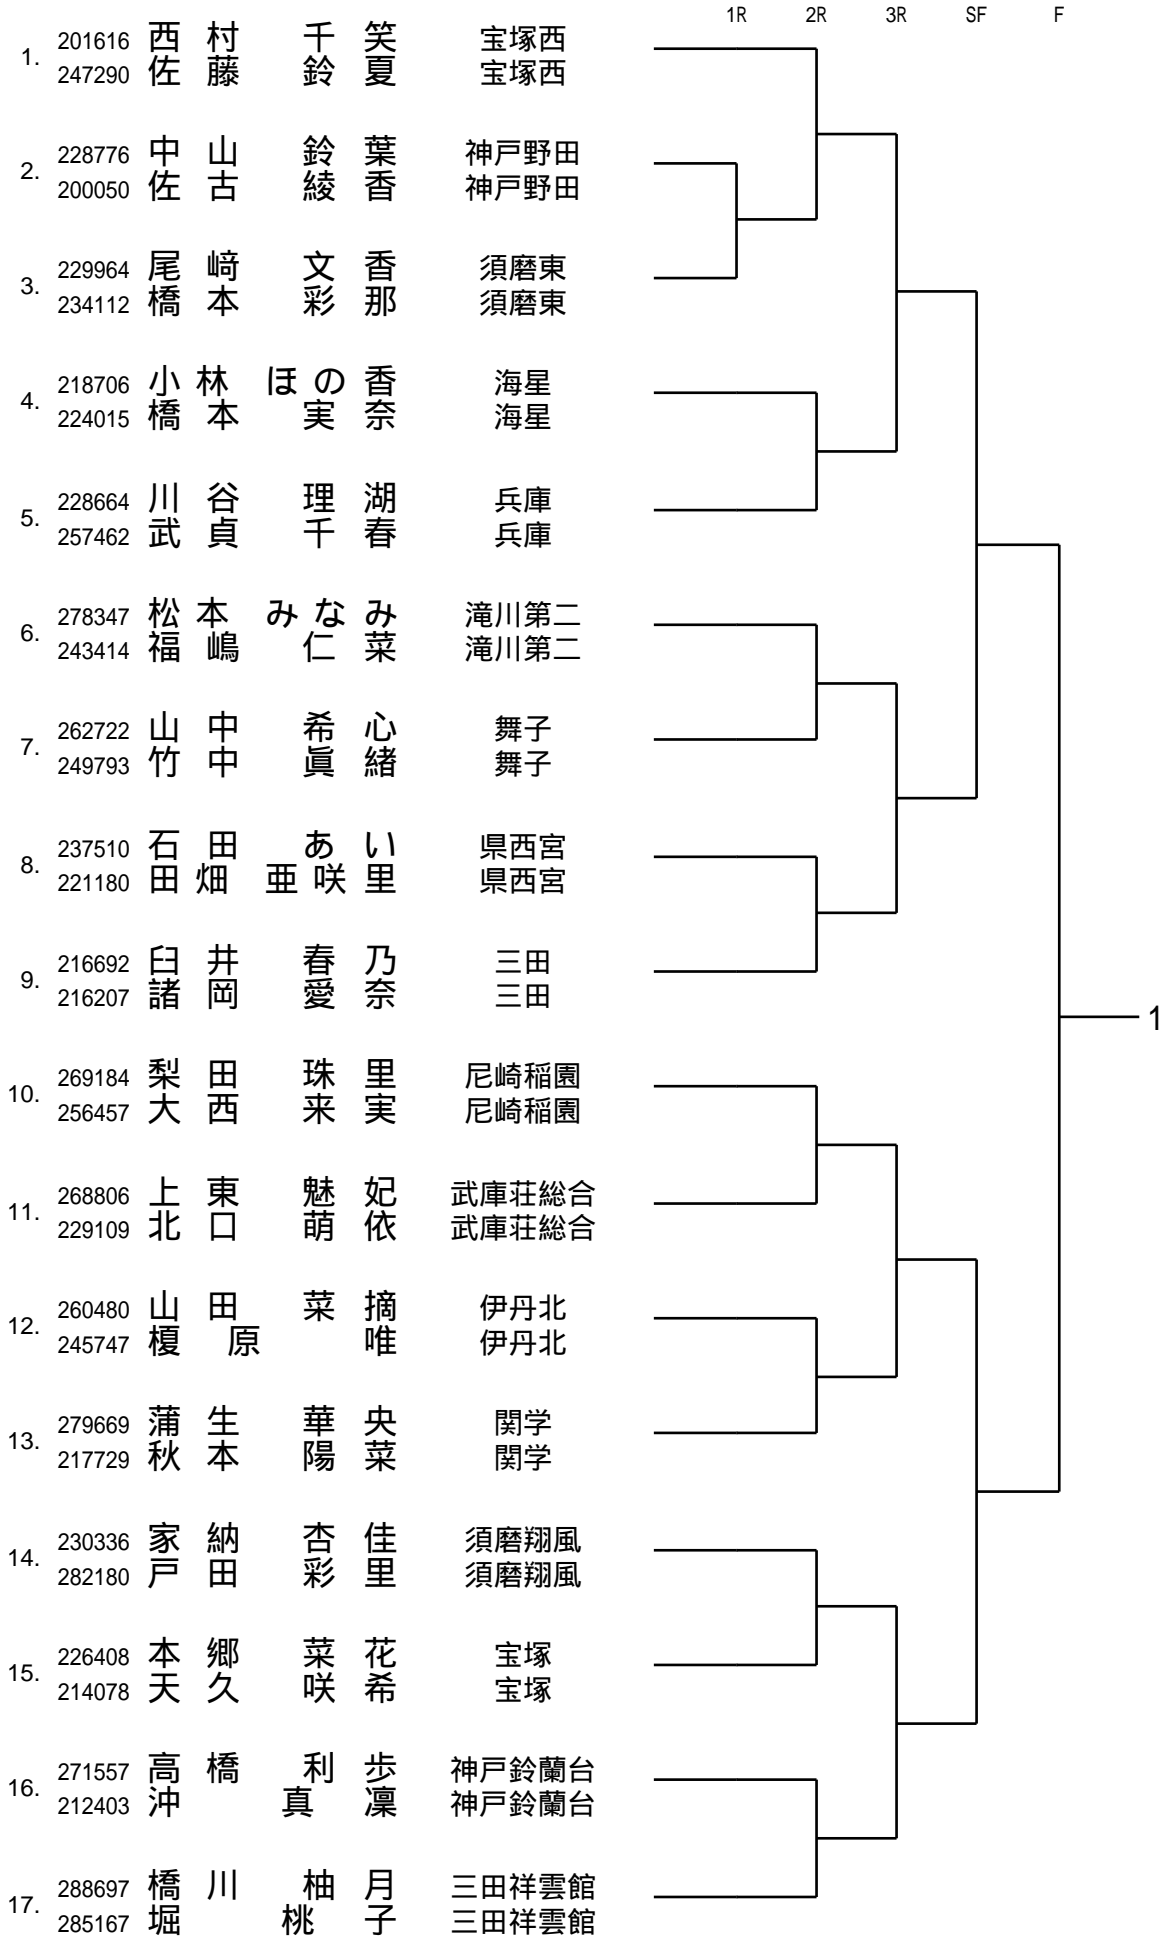 1R 2R 3R SF F
1. 201616 西村 千笑 宝塚西
247290 佐藤 鈴夏 宝塚西
2. 228776 中山 鈴葉 神戸野田
200050 佐古 綾香 神戸野田
3. 229964 尾﨑 文香 須磨東
234112 橋本 彩那 須磨東
4. 218706 小林 ほの香 海星
224015 橋本 実奈 海星
5. 228664 川谷 理湖 兵庫
257462 武貞 千春 兵庫
6. 278347 松本 みなみ 滝川第二
243414 福嶋 仁菜 滝川第二
7. 262722 山中 希心 舞子
249793 竹中 眞緒 舞子
8. 237510 石田 あい 県西宮
221180 田畑 亜咲里 県西宮
9. 216692 臼井 春乃 三田
216207 諸岡 愛奈 三田
1
10. 269184 梨田 珠里 尼崎稲園
256457 大西 来実 尼崎稲園
11. 268806 上東 魅妃 武庫荘総合
229109 北口 萌依 武庫荘総合
12. 260480 山田 菜摘 伊丹北
245747 榎原 唯 伊丹北
13. 279669 蒲生 華央 関学
217729 秋本 陽菜 関学
14. 230336 家納 杏佳 須磨翔風
282180 戸田 彩里 須磨翔風
15. 226408 本郷 菜花 宝塚
214078 天久 咲希 宝塚
16. 271557 高橋 利歩 神戸鈴蘭台
212403 沖 真凜 神戸鈴蘭台
17. 288697 橋川 柚月 三田祥雲館
285167 堀 桃子 三田祥雲館